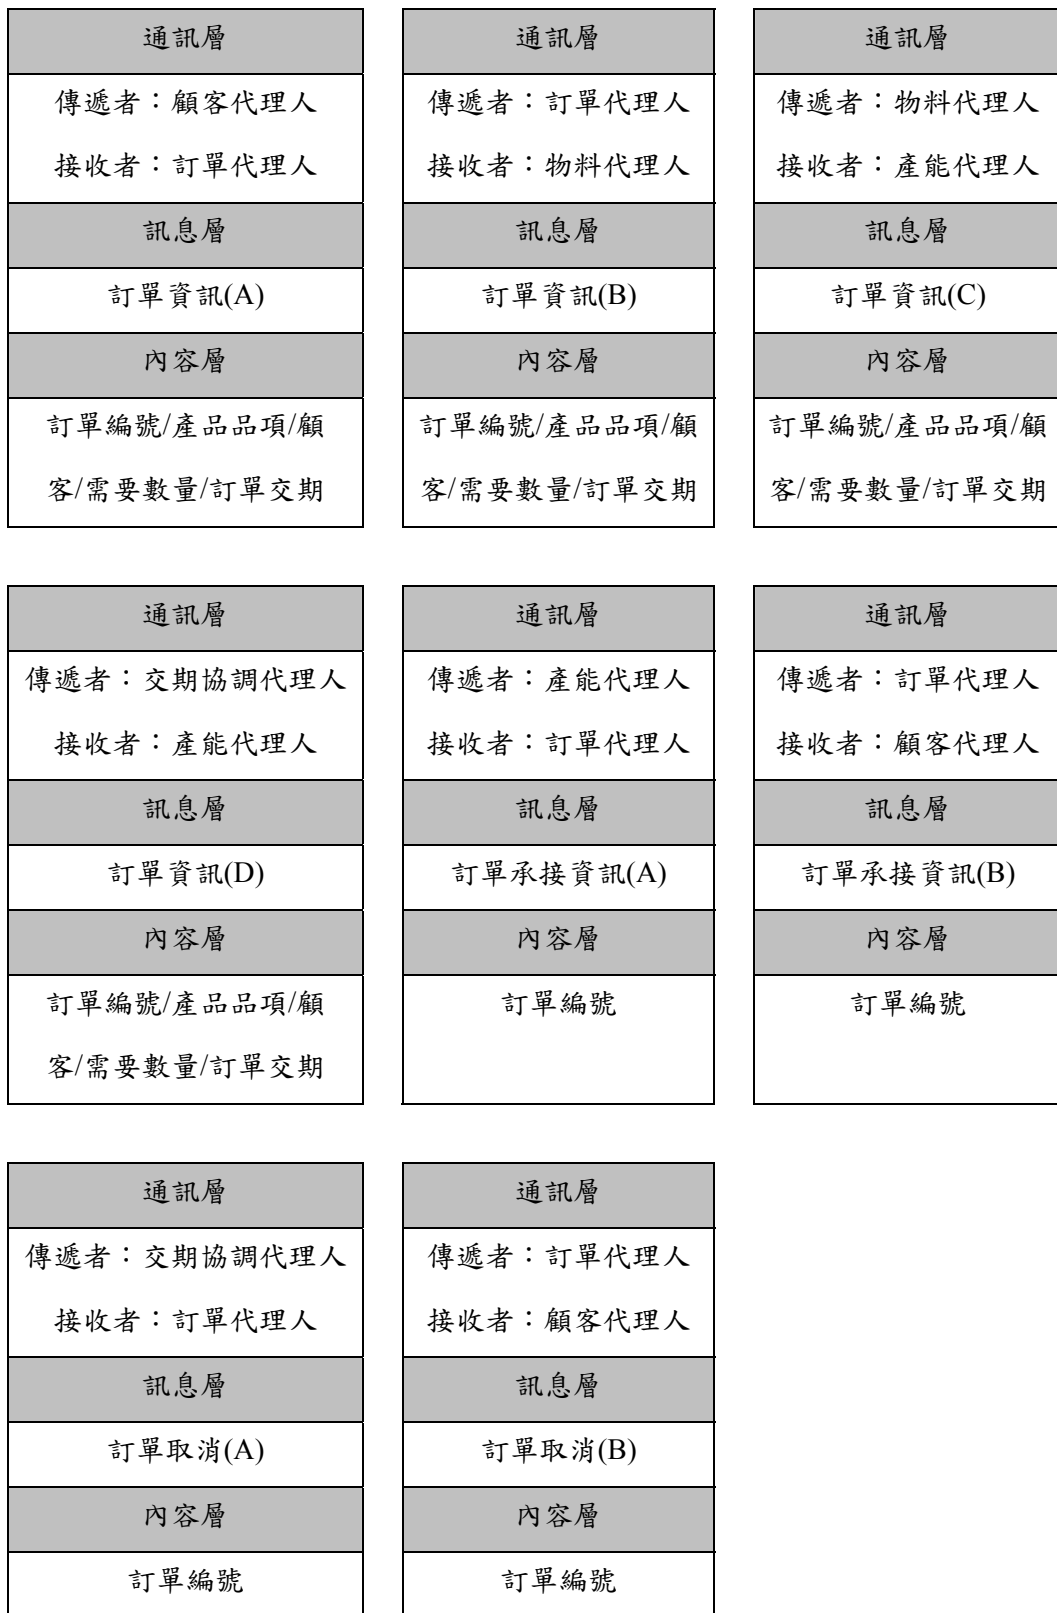 通訊層
傳遞者：顧客代理人
接收者：訂單代理人
訊息層
訂單資訊(A)
內容層
訂單編號/產品品項/顧
客/需要數量/訂單交期
通訊層
傳遞者：訂單代理人
接收者：物料代理人
訊息層
訂單資訊(B)
內容層
訂單編號/產品品項/顧
客/需要數量/訂單交期
通訊層
傳遞者：物料代理人
接收者：產能代理人
訊息層
訂單資訊(C)
內容層
訂單編號/產品品項/顧
客/需要數量/訂單交期
通訊層
傳遞者：交期協調代理人
接收者：產能代理人
訊息層
訂單資訊(D)
內容層
訂單編號/產品品項/顧
客/需要數量/訂單交期
通訊層
傳遞者：產能代理人
接收者：訂單代理人
訊息層
訂單承接資訊(A)
內容層
訂單編號
通訊層
傳遞者：訂單代理人
接收者：顧客代理人
訊息層
訂單承接資訊(B)
內容層
訂單編號
通訊層
傳遞者：交期協調代理人
接收者：訂單代理人
訊息層
訂單取消(A)
內容層
訂單編號
通訊層
傳遞者：訂單代理人
接收者：顧客代理人
訊息層
訂單取消(B)
內容層
訂單編號